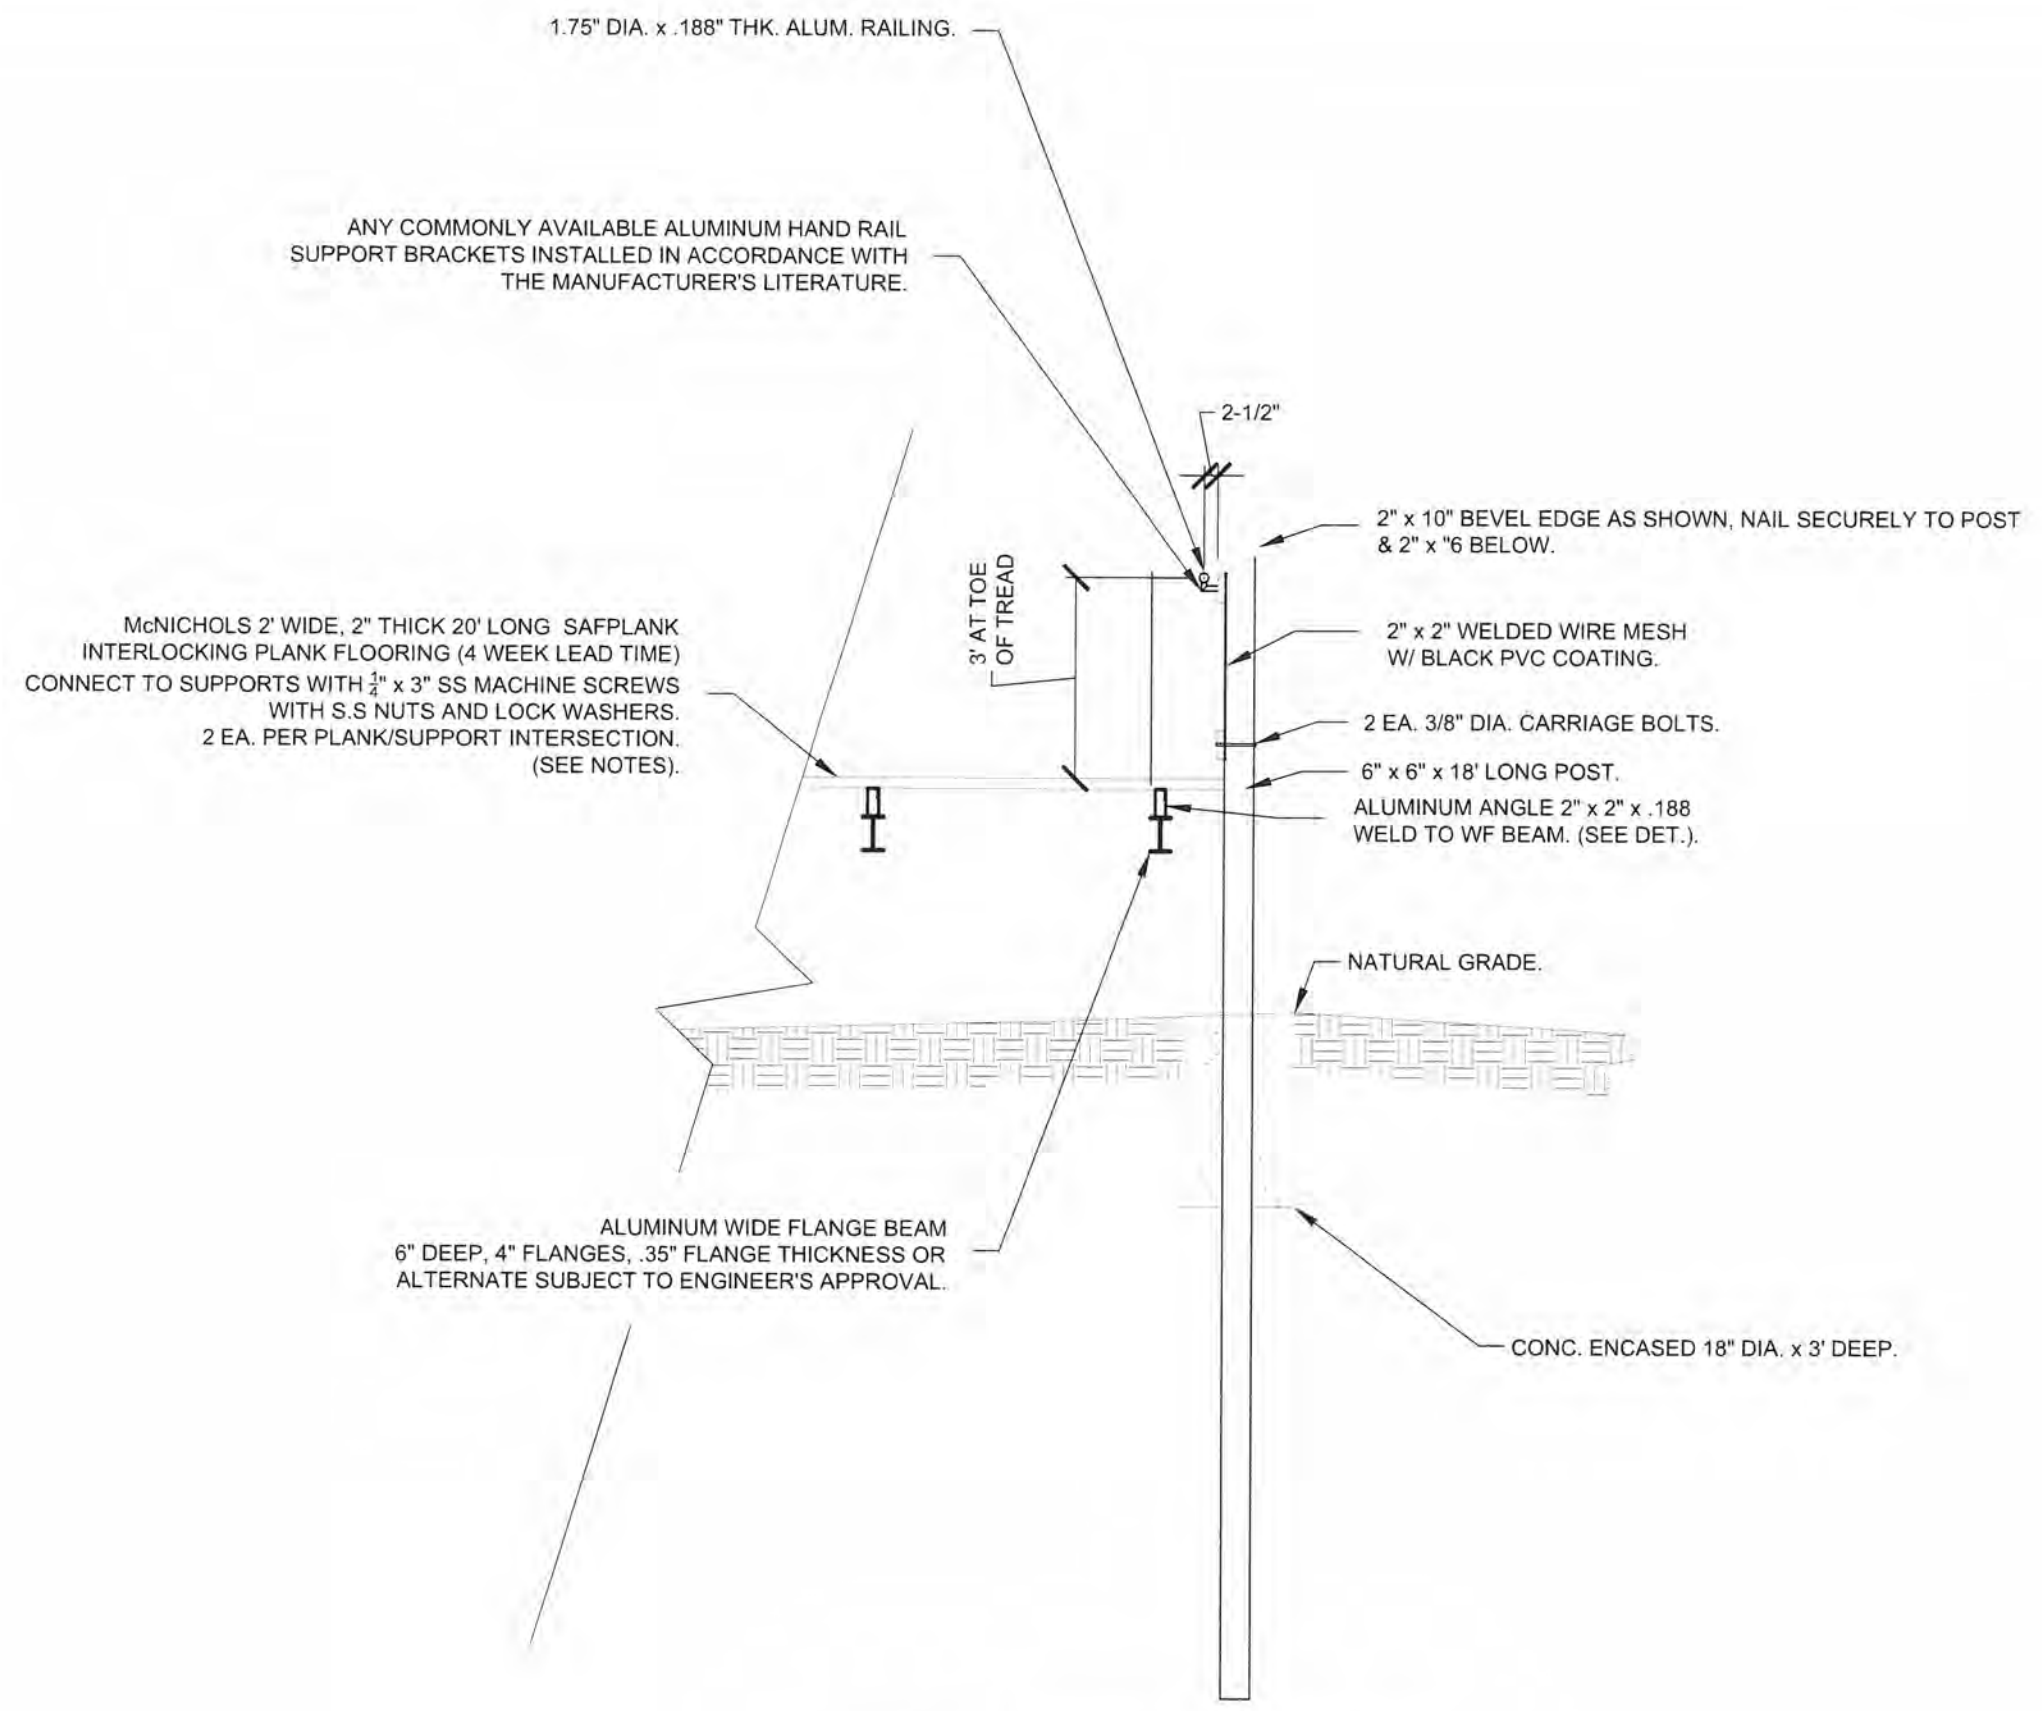 1.75" DIA. x .188" THK. ALUM. RAILING.
ANY COMMONLY AVAILABLE ALUMINUM HAND RAIL
SUPPORT BRACKETS INSTALLED IN ACCORDANCE WITH
THE MANUFACTURER'S LITERATURE.
2-1/2"
2" x 10" BEVEL EDGE AS SHOWN, NAIL SECURELY TO POST
& 2" x "6 BELOW.
3' AT TOE
OF TREAD
McNICHOLS 2' WIDE, 2" THICK 20' LONG SAFPLANK
INTERLOCKING PLANK FLOORING (4 WEEK LEAD TIME)
CONNECT TO SUPPORTS WITH 1/4" x 3" SS MACHINE SCREWS
WITH S.S NUTS AND LOCK WASHERS.
2 EA. PER PLANK/SUPPORT INTERSECTION.
(SEE NOTES).
2" x 2" WELDED WIRE MESH
W/ BLACK PVC COATING.
2 EA. 3/8" DIA. CARRIAGE BOLTS.
6" x 6" x 18' LONG POST.
ALUMINUM ANGLE 2" x 2" x .188
WELD TO WF BEAM. (SEE DET.).
NATURAL GRADE.
ALUMINUM WIDE FLANGE BEAM
6" DEEP, 4" FLANGES, .35" FLANGE THICKNESS OR
ALTERNATE SUBJECT TO ENGINEER'S APPROVAL.
CONC. ENCASED 18" DIA. x 3' DEEP.